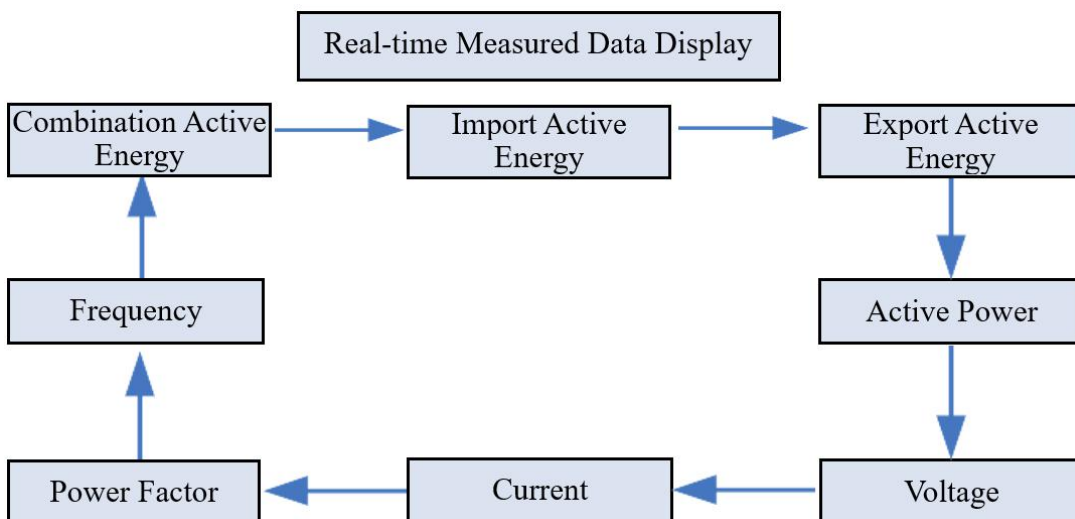 Real-time Measured Data Display
Combination Active
Energy
Import Active
Energy
Export Active
Energy
Frequency
Active Power
Power Factor
Current
Voltage